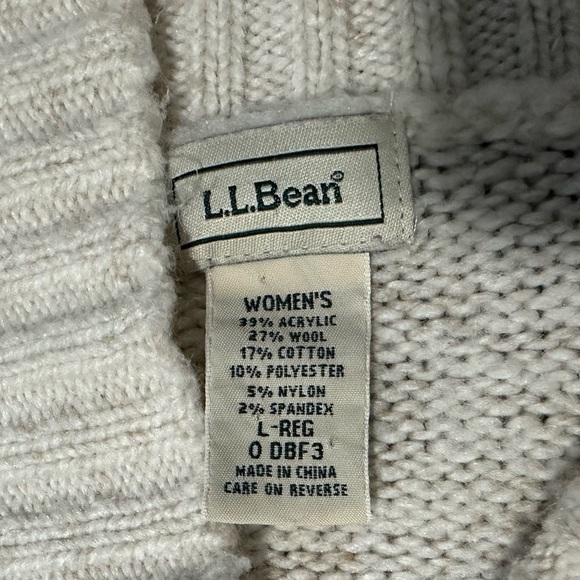 L.L.Bean®
WOMEN'S
39% ACRYLIC
27% WOOL
17% COTTON
10% POLYESTER
5% NYLON
2% SPANDEX
L-REG
0 DBF3
MADE IN CHINA
CARE ON REVERSE